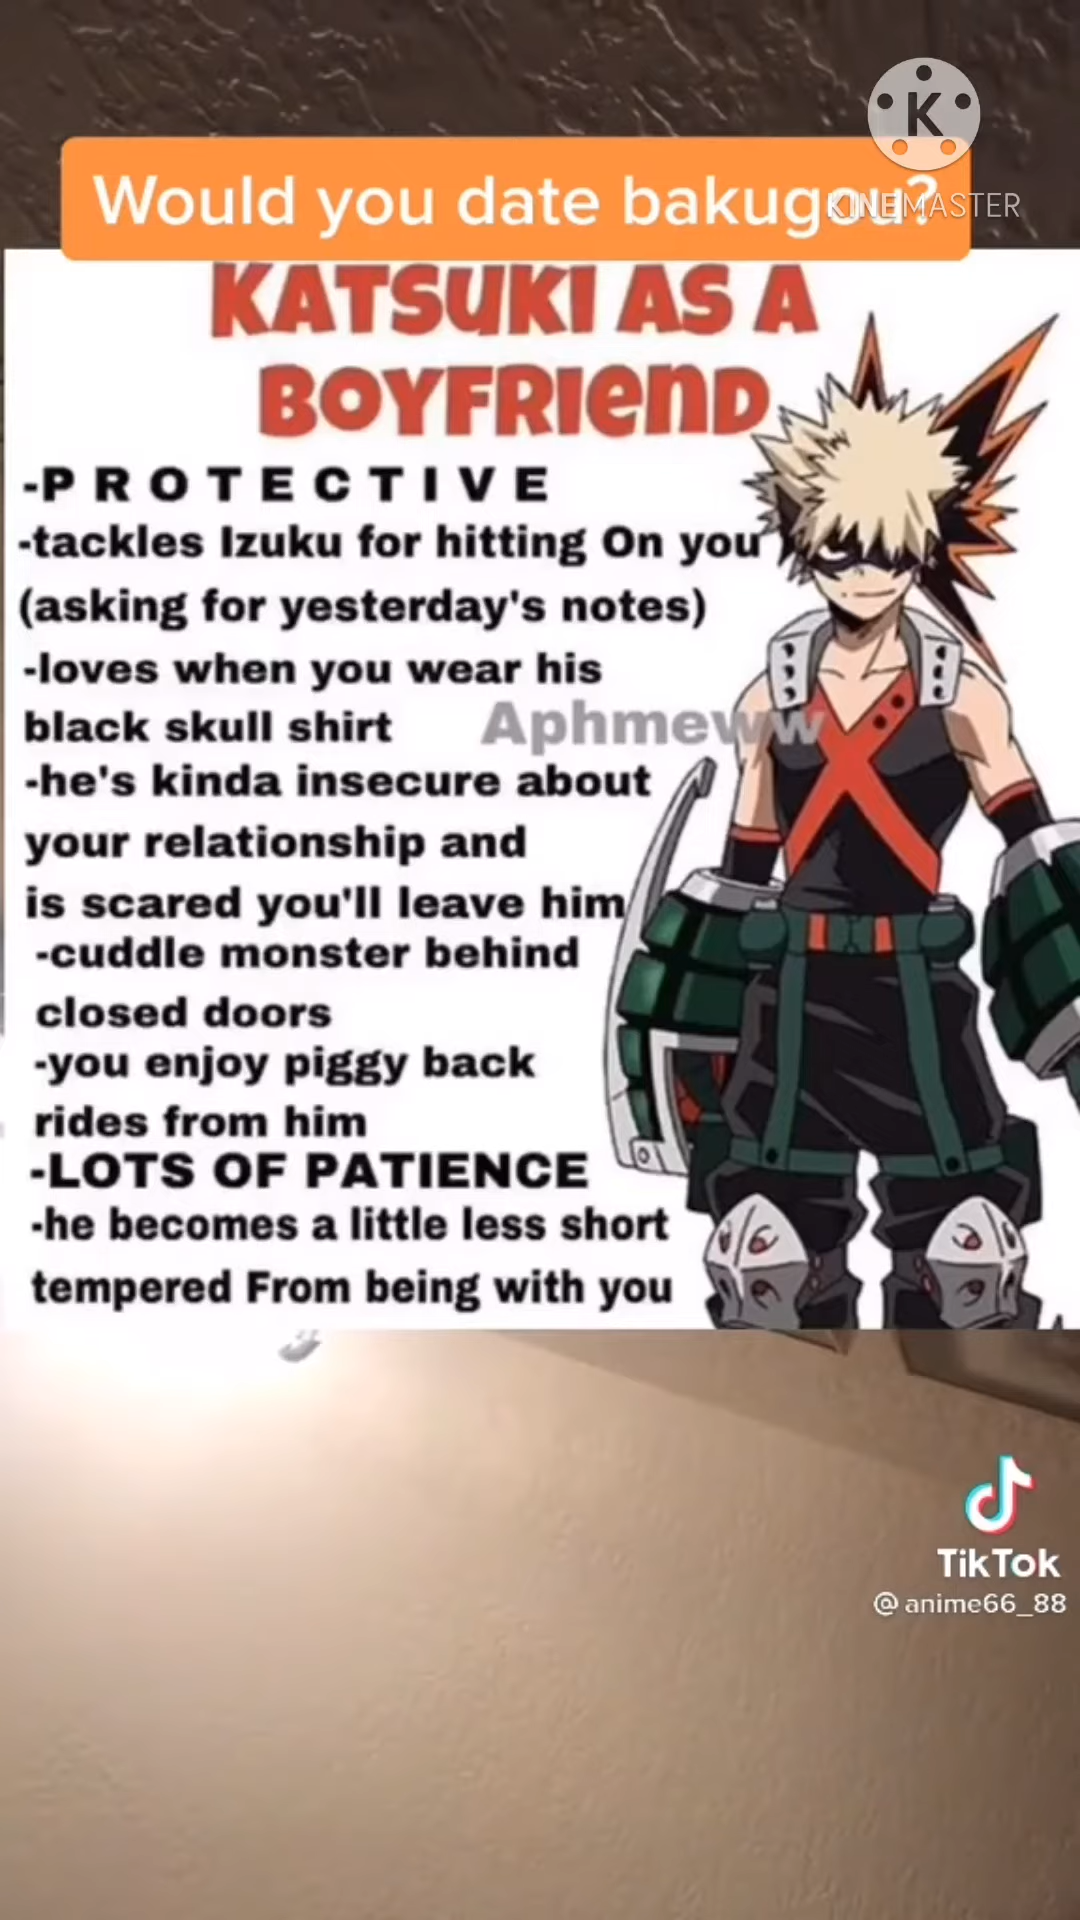 K
KINEMASTER
Would you date bakugou?
KATSUKI AS A
BOYFRIEND
-P R O T E C T I V E
-tackles Izuku for hitting On you
(asking for yesterday's notes)
-loves when you wear his
black skull shirt
Aphmeww
-he's kinda insecure about
your relationship and
is scared you'll leave him
-cuddle monster behind
closed doors
-you enjoy piggy back
rides from him
-LOTS OF PATIENCE
-he becomes a little less short
tempered From being with you
TikTok
@anime66_88